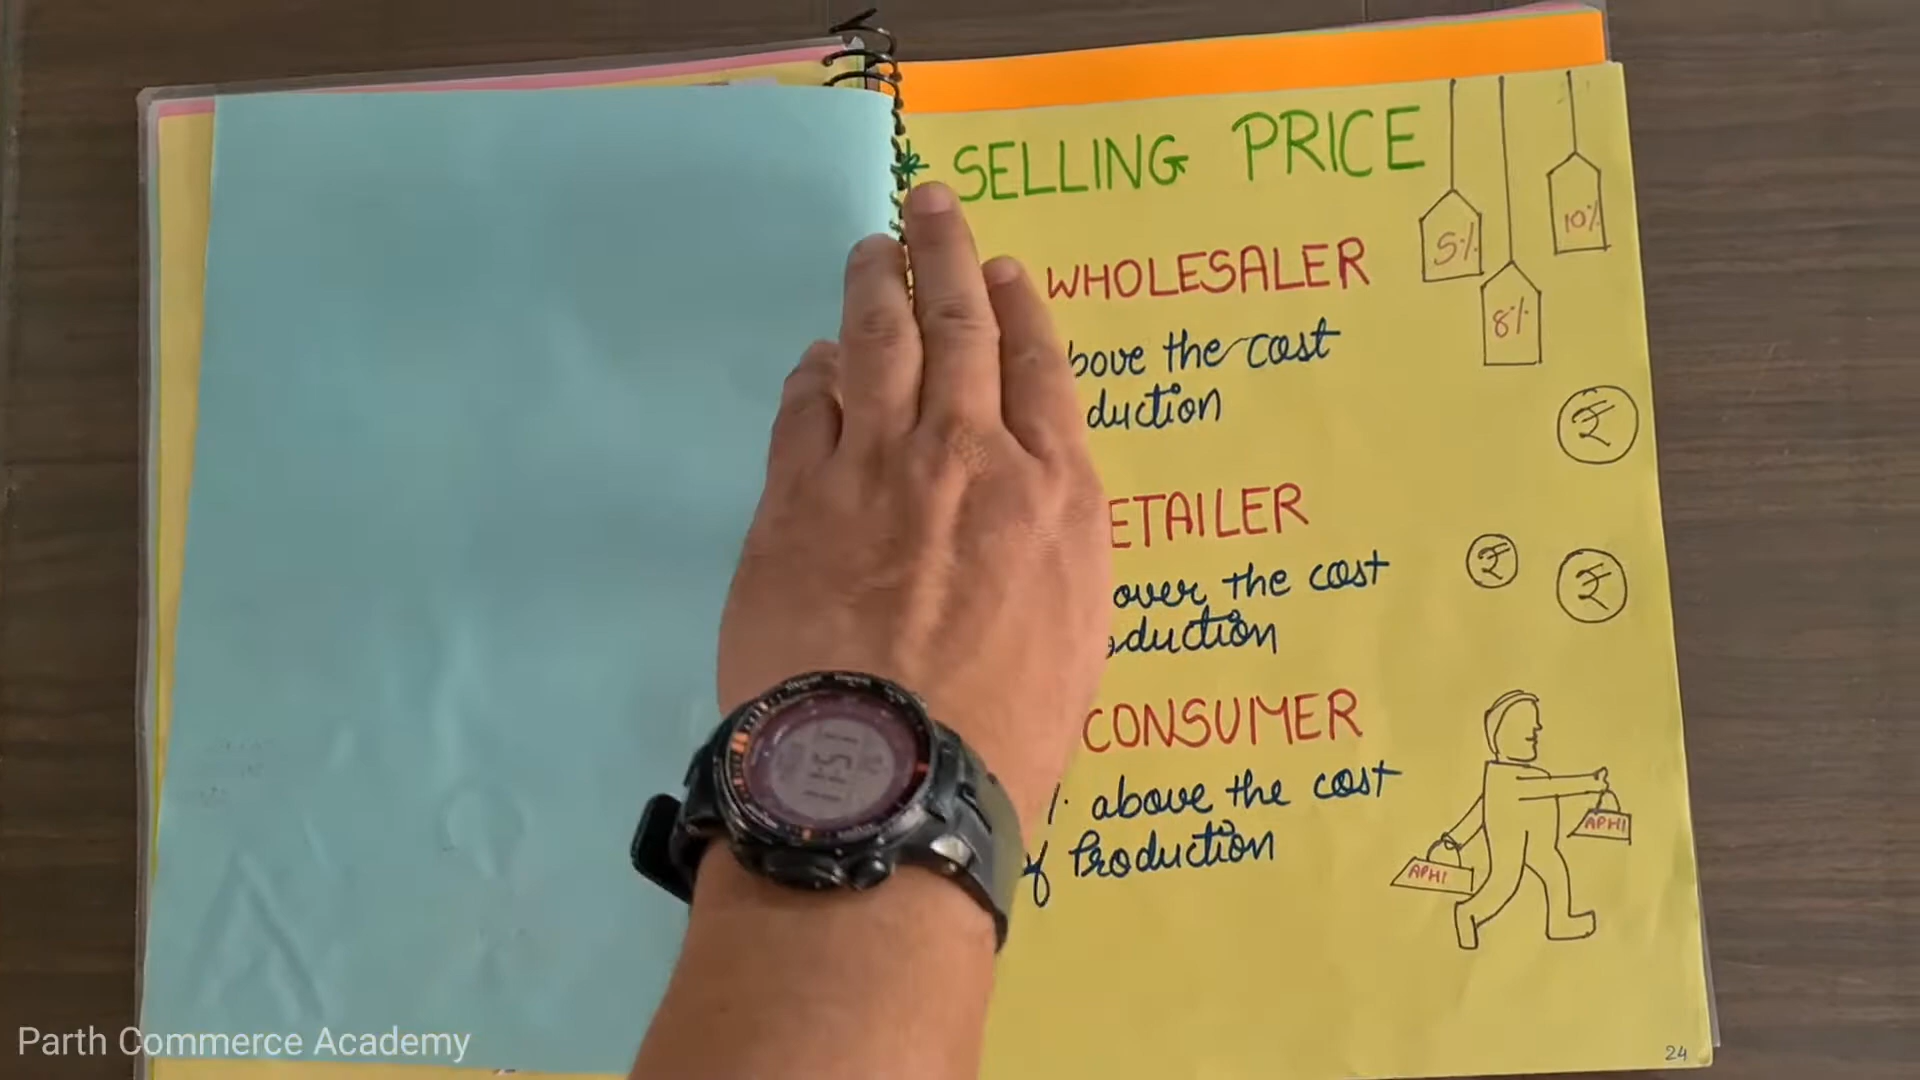 * SELLING PRICE
5%
10%
8%
WHOLESALER
bove the cost
duction
ETAILER
over the cost
duction
CONSUMER
% above the cost
of Production
₹
₹
₹
APHI
APHI
24
Parth Commerce Academy